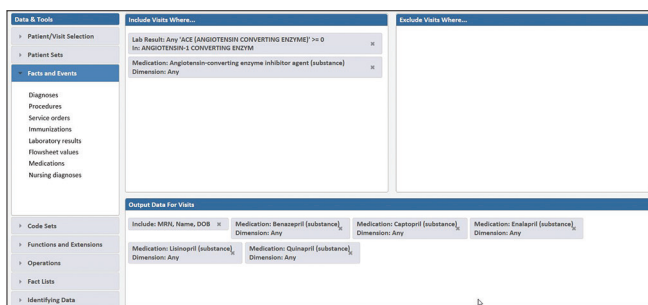 Data & Tools
Patient/Visit Selection
Patient Sets
Facts and Events
Diagnoses
Procedures
Service orders
Immunizations
Laboratory results
Flowsheet values
Medications
Nursing diagnoses
Code Sets
Functions and Extensions
Operations
Fact Lists
Identifying Data
Include Visits Where...
Lab Result: Any 'ACE (ANGIOTENSIN CONVERTING ENZYME)' >= 0
In: ANGIOTENSIN-1 CONVERTING ENZYM
Medication: Angiotensin-converting enzyme inhibitor agent (substance)
Dimension: Any
Exclude Visits Where...
Output Data For Visits
Include: MRN, Name, DOB
Medication: Benazepril (substance)
Dimension: Any
Medication: Captopril (substance)
Dimension: Any
Medication: Enalapril (substance)
Dimension: Any
Medication: Lisinopril (substance)
Dimension: Any
Medication: Quinapril (substance)
Dimension: Any